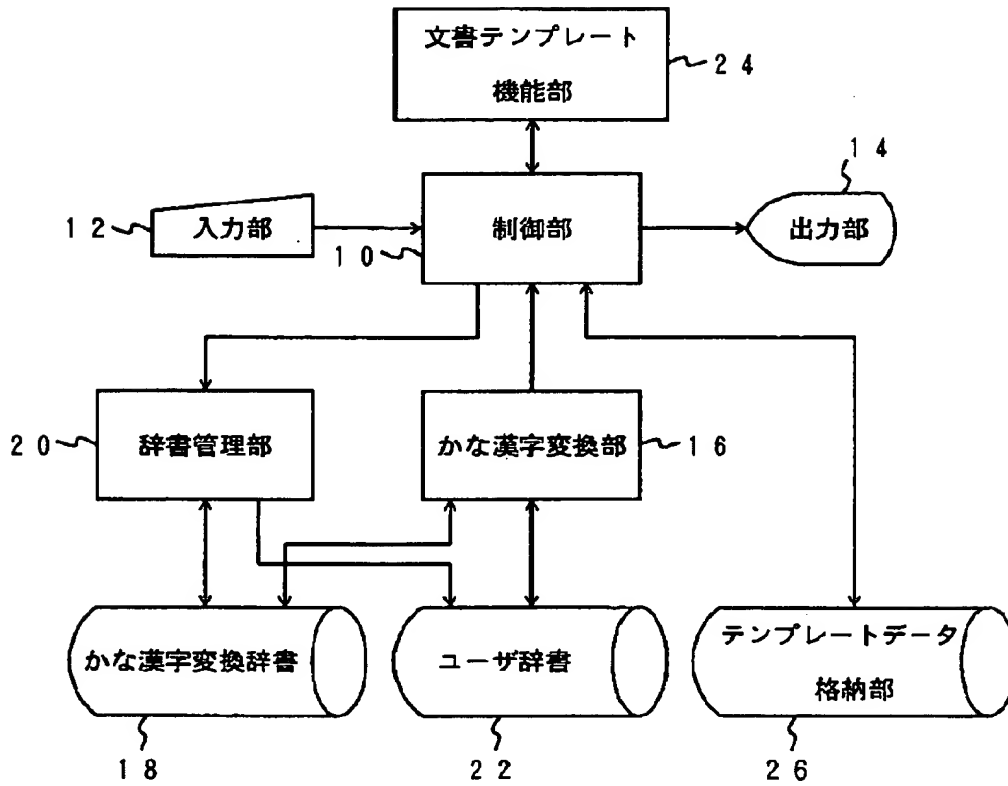 文書テンプレート
機能部
24
14
12
入力部
制御部
出力部
10
20
辞書管理部
かな漢字変換部
16
かな漢字変換辞書
ユーザ辞書
テンプレートデータ
格納部
18
22
26